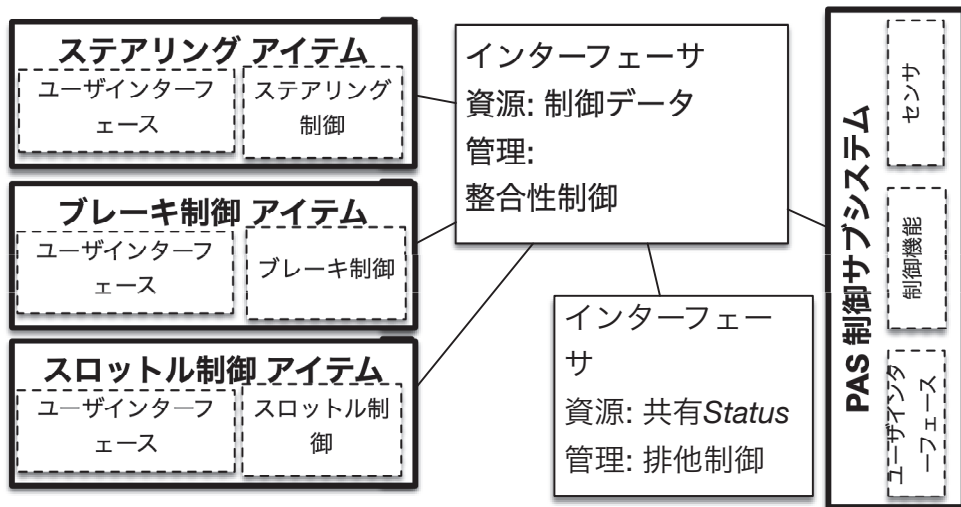 ステアリング アイテム
ユーザインターフ
ェース
ステアリング
制御
ブレーキ制御 アイテム
ユーザインターフ
ェース
ブレーキ制御
スロットル制御 アイテム
ユーザインターフ
ェース
スロットル制
御
インターフェーサ
資源: 制御データ
管理:
整合性制御
インターフェー
サ
資源: 共有Status
管理: 排他制御
PAS 制御サブシステム
センサ
制御機能
ユーザインタ
ーフェース